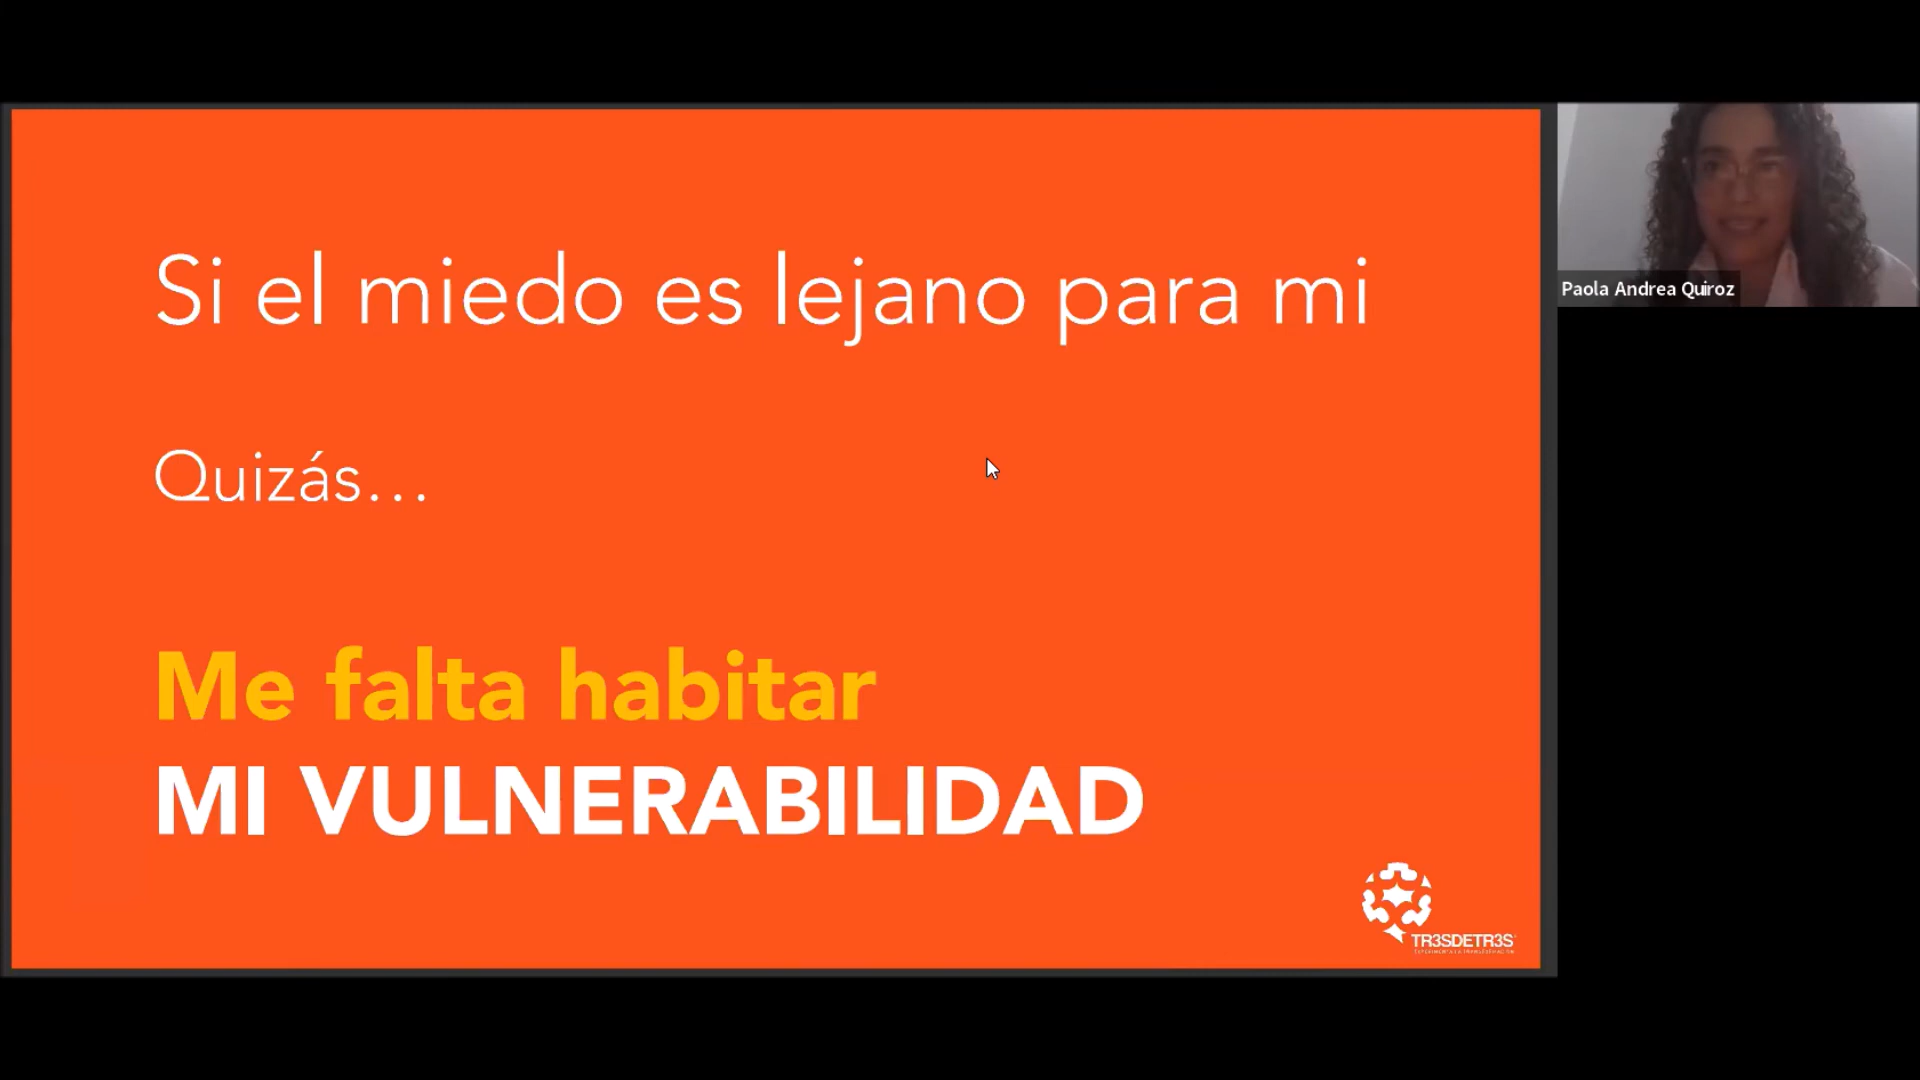 Si el miedo es lejano para mi
Quizás...
Me falta habitar
MI VULNERABILIDAD
TR3SDETR3S
Paola Andrea Quiroz